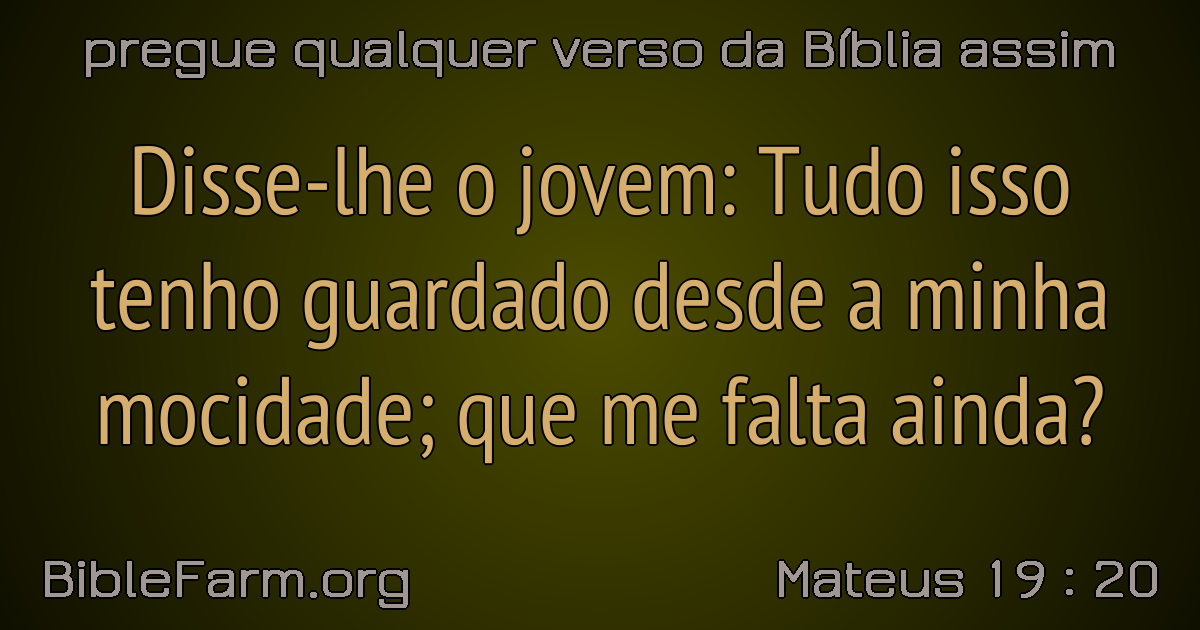 pregue qualquer verso da Bíblia assim
Disse-lhe o jovem: Tudo isso
tenho guardado desde a minha
mocidade; que me falta ainda?
BibleFarm.org
Mateus 19 : 20